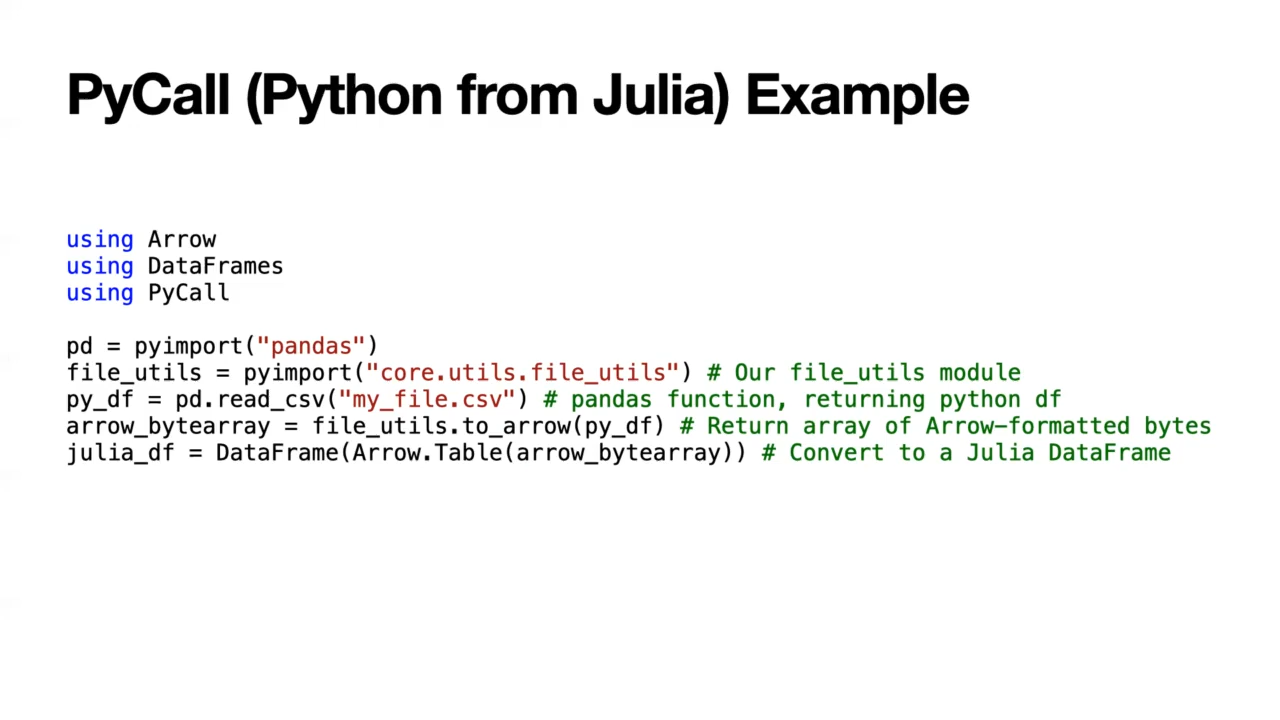 PyCall (Python from Julia) Example
using Arrow
using DataFrames
using PyCall
pd = pyimport("pandas")
file_utils = pyimport("core.utils.file_utils") # Our file_utils module
py_df = pd.read_csv("my_file.csv") # pandas function, returning python df
arrow_bytearray = file_utils.to_arrow(py_df) # Return array of Arrow-formatted bytes
julia_df = DataFrame(Arrow.Table(arrow_bytearray)) # Convert to a Julia DataFrame